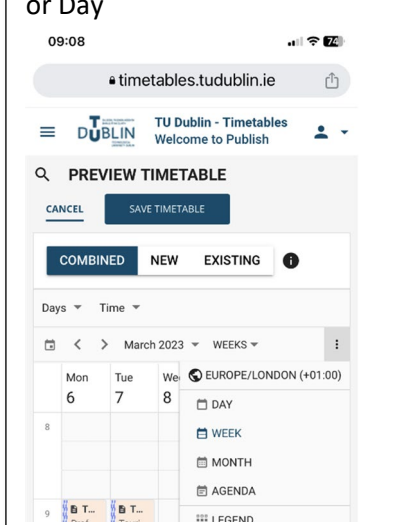 or Day
09:08
74
timetables.tudublin.ie
DUBLIN
TU Dublin - Timetables
Welcome to Publish
PREVIEW TIMETABLE
CANCEL SAVE TIMETABLE
COMBINED NEW EXISTING
Days Time
March 2023 WEEKS
EUROPE/LONDON (+01:00)
Mon Tue
6 7 8
DAY
WEEK
MONTH
AGENDA
LEGEND
8
9
T... T...